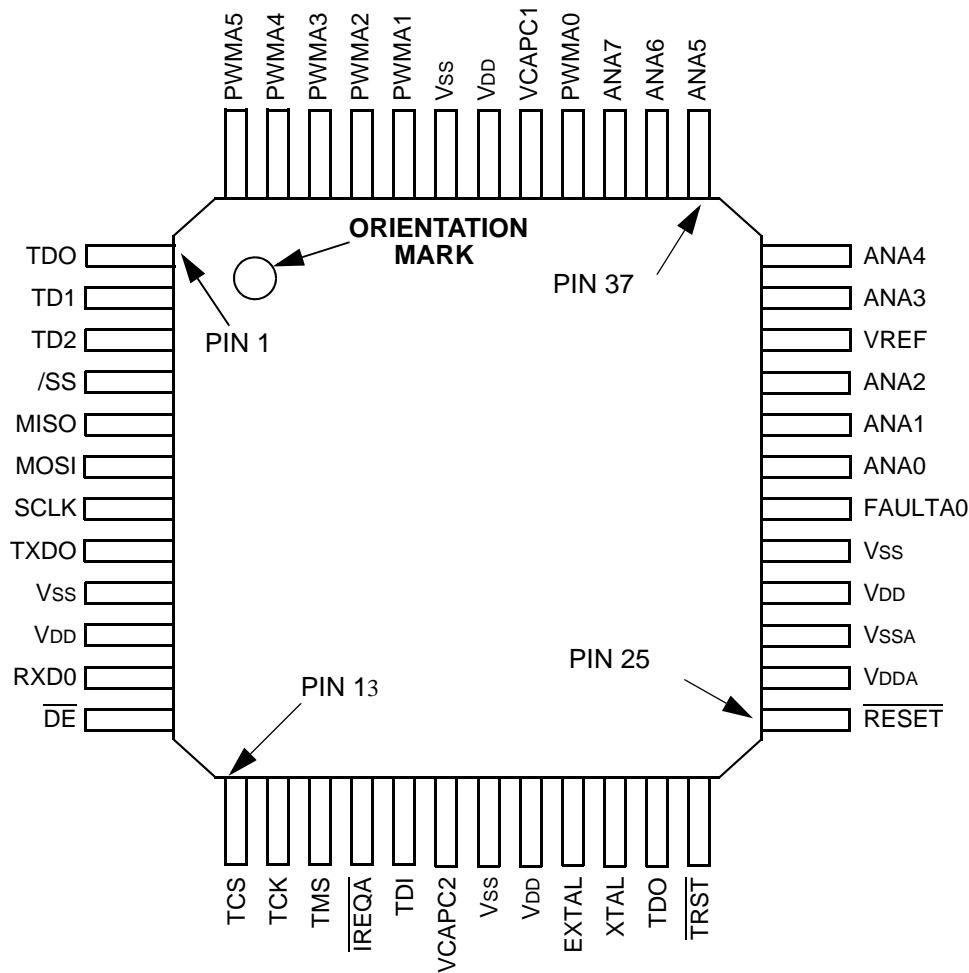 PWMA5
PWMA4
PWMA3
PWMA2
PWMA1
VSS
VDD
VCAPC1
PWMA0
ANA7
ANA6
ANA5
ORIENTATION
MARK
PIN 37
PIN 1
TDO
TD1
TD2
/SS
MISO
MOSI
SCLK
TXDO
VSS
VDD
RXD0
DE
ANA4
ANA3
VREF
ANA2
ANA1
ANA0
FAULTA0
VSS
VDD
VSSA
VDDA
RESET
PIN 25
PIN 13
TCS
TCK
TMS
IREQA
TDI
VCAPC2
VSS
VDD
EXTAL
XTAL
TDO
TRST